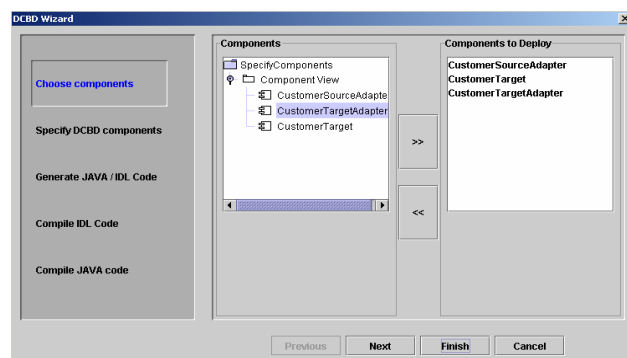 DCBD Wizard
Choose components
Specify DCBD components
Generate JAVA / IDL Code
Compile IDL Code
Compile JAVA code
Components
SpecifyComponents
Component View
CustomerSourceAdapte
CustomerTargetAdapter
CustomerTarget
>>
<<
Components to Deploy
CustomerSourceAdapter
CustomerTarget
CustomerTargetAdapter
Previous
Next
Finish
Cancel